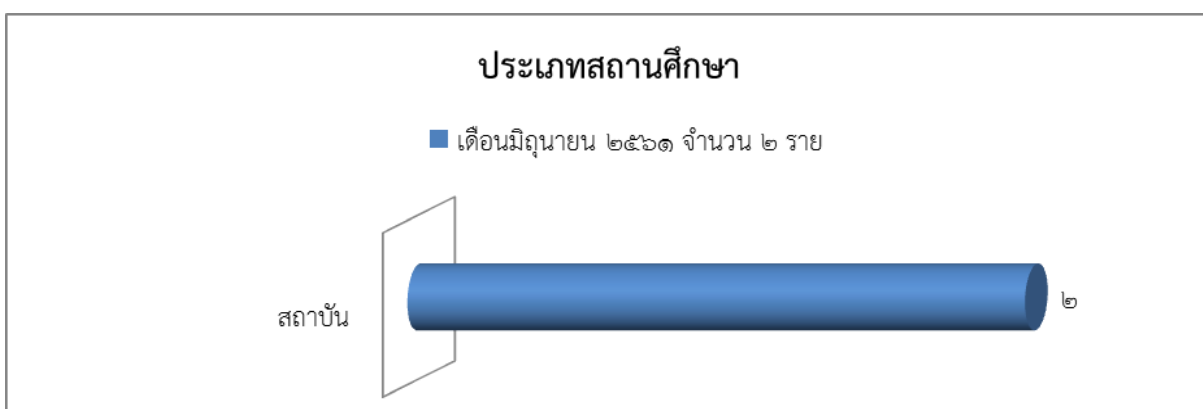 ประเภทสถานศึกษา
เดือนมิถุนายน ๒๕๖๑ จำนวน ๒ ราย
สถาบัน
๒